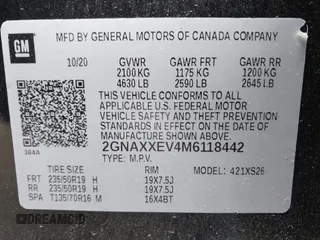 GM
MFD BY GENERAL MOTORS OF CANADA COMPANY
10/20 GVWR GAWR FRT GAWR RR
2100 KG 1175 KG 1200 KG
4630 LB 2590 LB 2645 LB
THIS VEHICLE CONFORMS TO ALL
APPLICABLE U.S. FEDERAL MOTOR
VEHICLE SAFETY AND THEFT
PREVENTION STANDARDS IN
EFFECT ON THE DATE OF
MANUFACTURE SHOWN ABOVE.
384A
2GNAXXEV4M6118442
TYPE: M.P.V. MODEL: 421XS26
TIRE SIZE RIM
FRT 235/50R19 H 19X7.5J
RR 235/50R19 H 19X7.5J
SPA T135/70R16 M 16X4BT
© DREAMBID